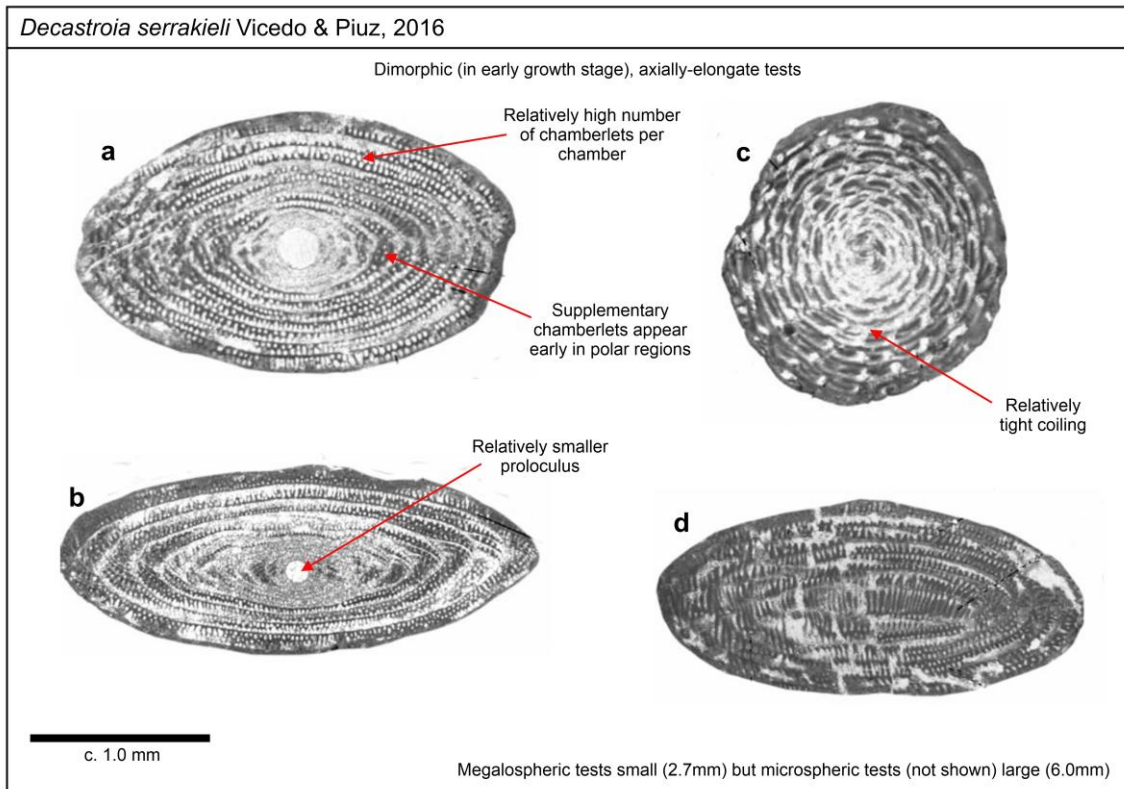 Decastroia serrakieli Vicedo & Piuz, 2016
Dimorphic (in early growth stage), axially-elongate tests
a
Relatively high number
of chamberlets per
chamber
c
Supplementary
chamberlets appear
early in polar regions
Relatively
tight coiling
b
Relatively smaller
proloculus
d
c. 1.0 mm
Megalospheric tests small (2.7mm) but microspheric tests (not shown) large (6.0mm)